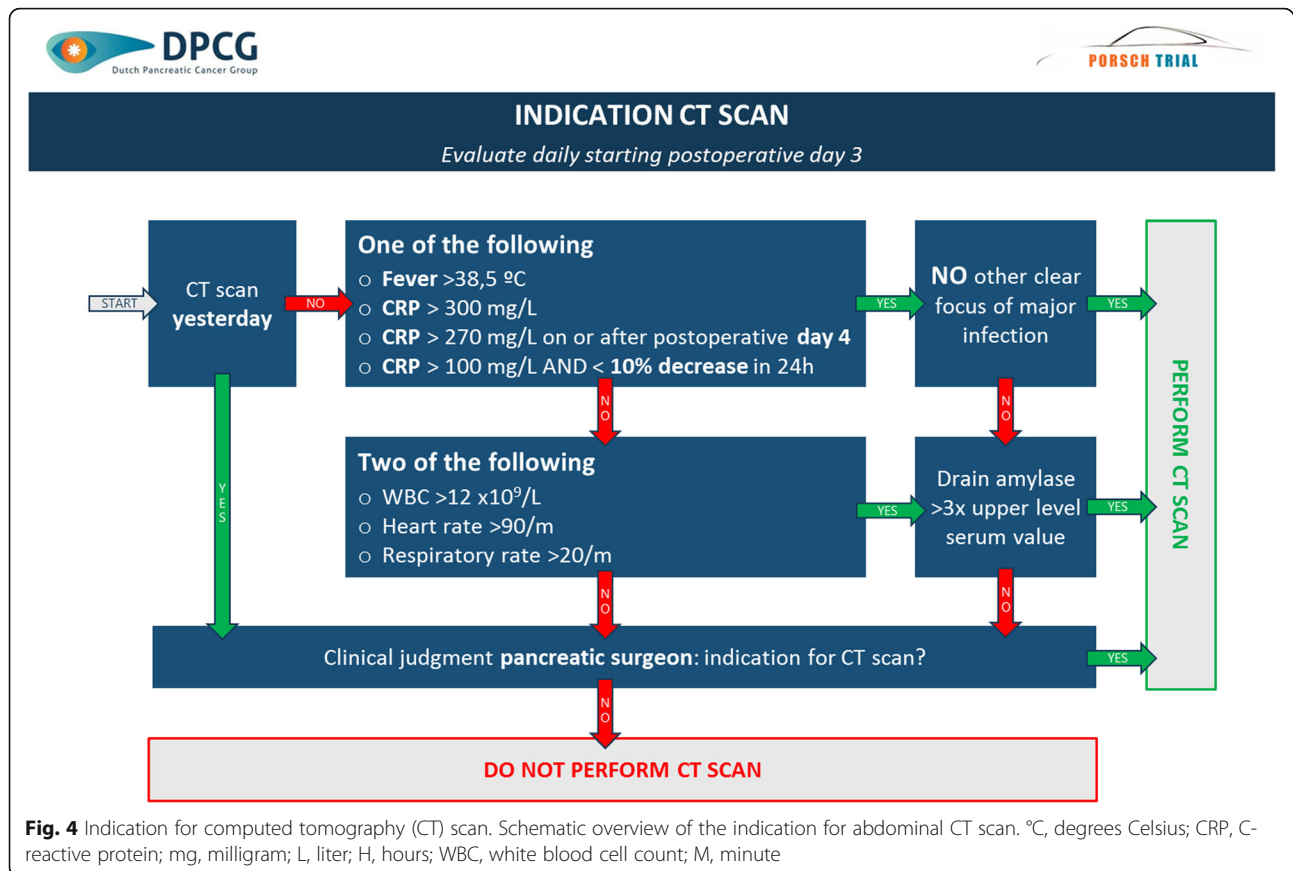 DPCG
Dutch Pancreatic Cancer Group
PORSCH TRIAL
INDICATION CT SCAN
Evaluate daily starting postoperative day 3
START
CT scan
yesterday
NO
One of the following
○ Fever >38,5 ºC
○ CRP > 300 mg/L
○ CRP > 270 mg/L on or after postoperative day 4
○ CRP > 100 mg/L AND < 10% decrease in 24h
YES
NO other clear
focus of major
infection
YES
PERFORM CT SCAN
YES
NO
NO
Two of the following
○ WBC >12 x10⁹/L
○ Heart rate >90/m
○ Respiratory rate >20/m
YES
Drain amylase
>3x upper level
serum value
YES
NO
NO
Clinical judgment pancreatic surgeon: indication for CT scan?
YES
NO
DO NOT PERFORM CT SCAN
Fig. 4 Indication for computed tomography (CT) scan. Schematic overview of the indication for abdominal CT scan. °C, degrees Celsius; CRP, C-
reactive protein; mg, milligram; L, liter; H, hours; WBC, white blood cell count; M, minute